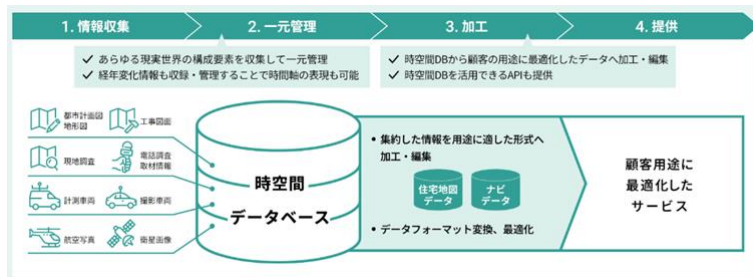 1. 情報収集
2. 一元管理
3. 加工
4. 提供
あらゆる現実世界の構成要素を収集して一元管理
経年変化情報も収録・管理することで時間軸の表現も可能
時空間DBから顧客の用途に最適化したデータへ加工・編集
時空間DBを活用できるAPIも提供
都市計画図
地形図
工事図面
現地調査
電話調査
取材情報
計測車両
撮影車両
航空写真
衛星画像
時空間
データベース
• 集約した情報を用途に適した形式へ
加工・編集
住宅地図
データ
ナビ
データ
• データフォーマット変換、最適化
顧客用途に
最適化した
サービス